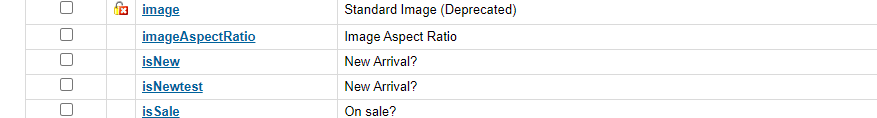 image Standard Image (Deprecated)
imageAspectRatio Image Aspect Ratio
isNew New Arrival?
isNewtest New Arrival?
isSale On sale?